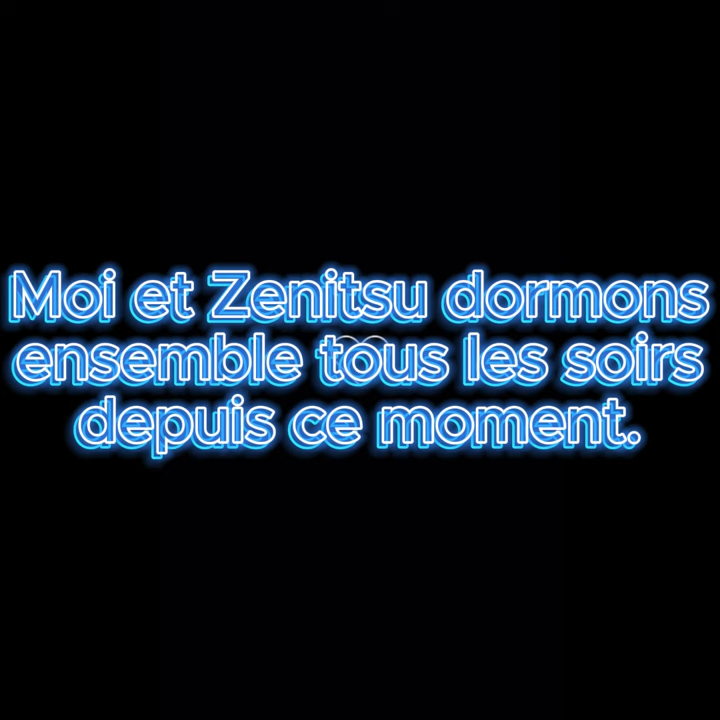 Moi et Zenitsu dormons
ensemble tous les soirs
depuis ce moment.